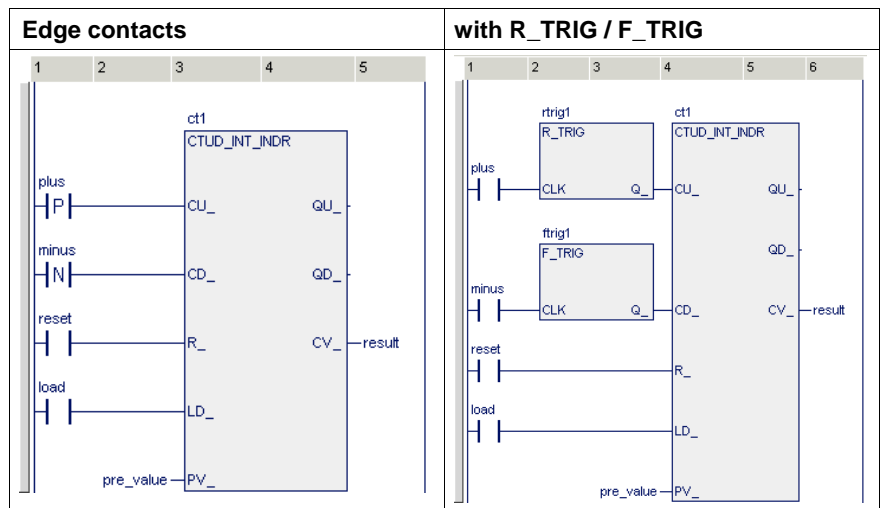 Edge contacts
1 2 3 4 5
ct1
CTUD_INT_INDR
plus
P
CU_ QU_
minus
N
CD_ QD_
reset
R_ CV_ result
load
LD_
pre_value PV_
with R_TRIG / F_TRIG
1 2 3 4 5 6
rtrig1 ct1
R_TRIG CTUD_INT_INDR
plus
CLK Q_ CU_ QU_
ftrig1
F_TRIG QD_
minus
CLK Q_ CD_ CV_ result
reset
R_
load
LD_
pre_value PV_